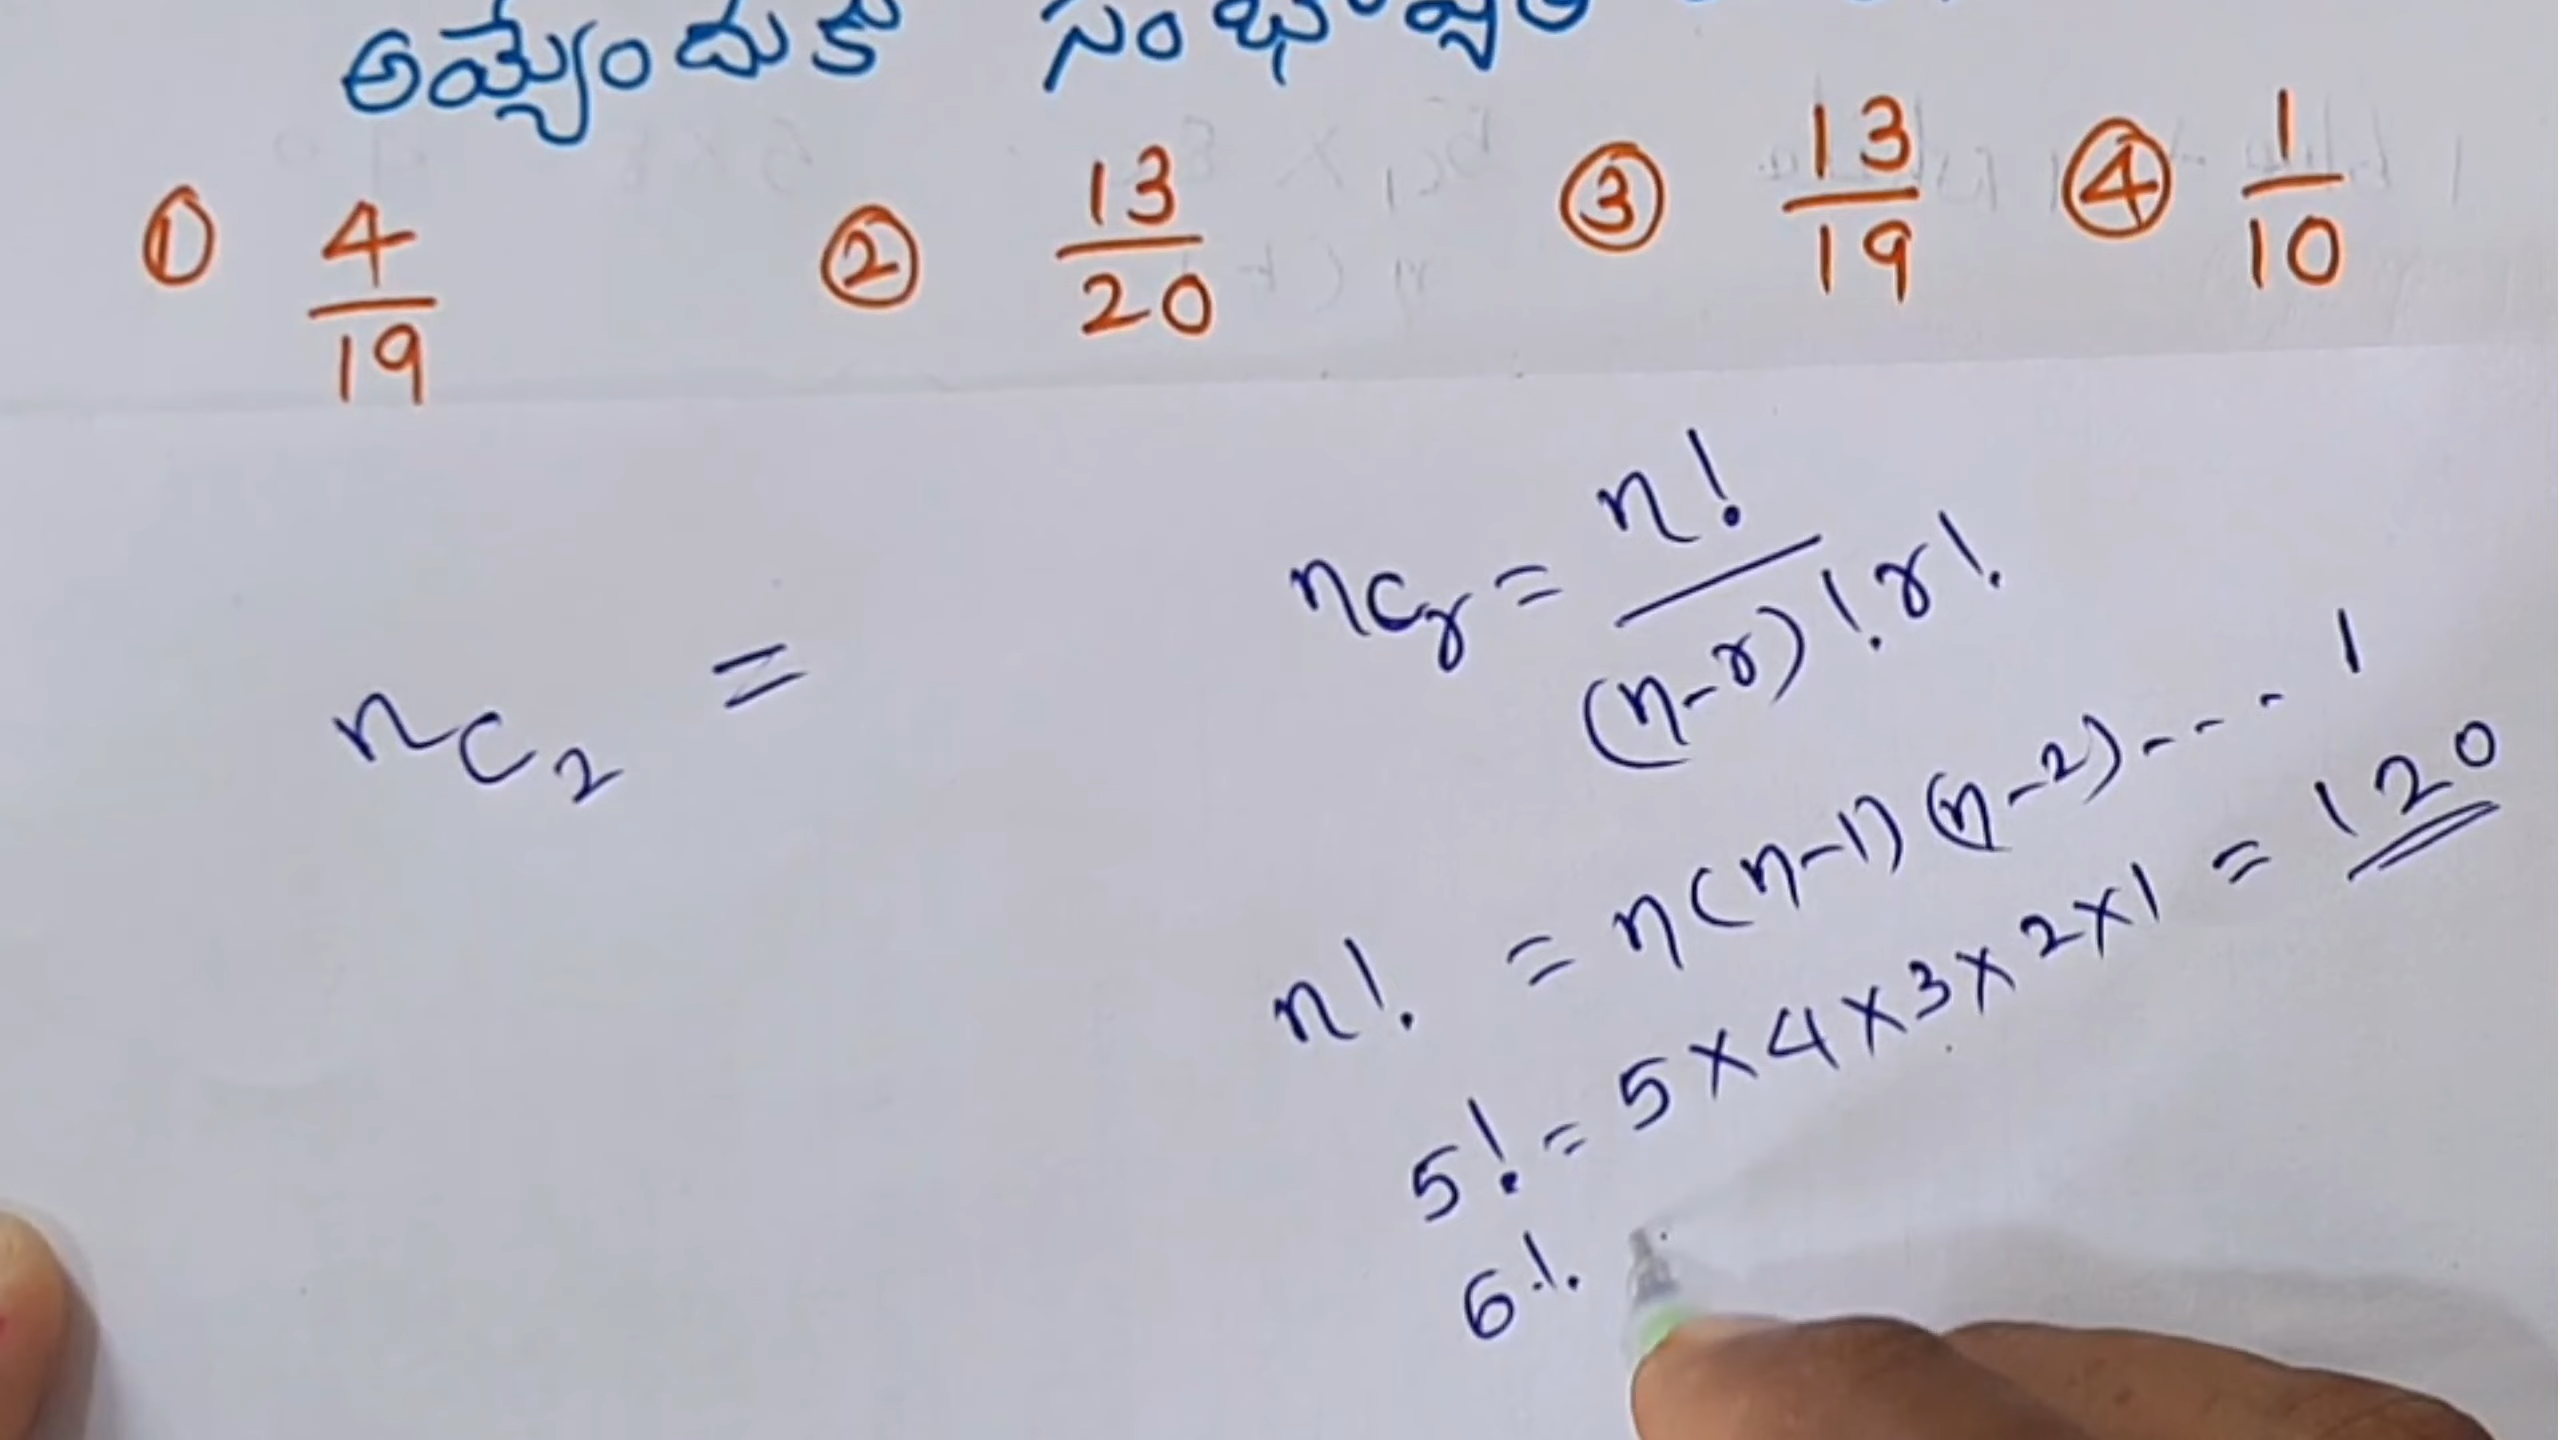 అయ్యేందుకు
① 4/19 ② 13/20 ③ 13/19 ④ 1/10
nCr = n!/(n-r)!.r!
nC2 =
n! = n(n-1)(n-2)---- 1
5! = 5×4×3×2×1 = 120
6!